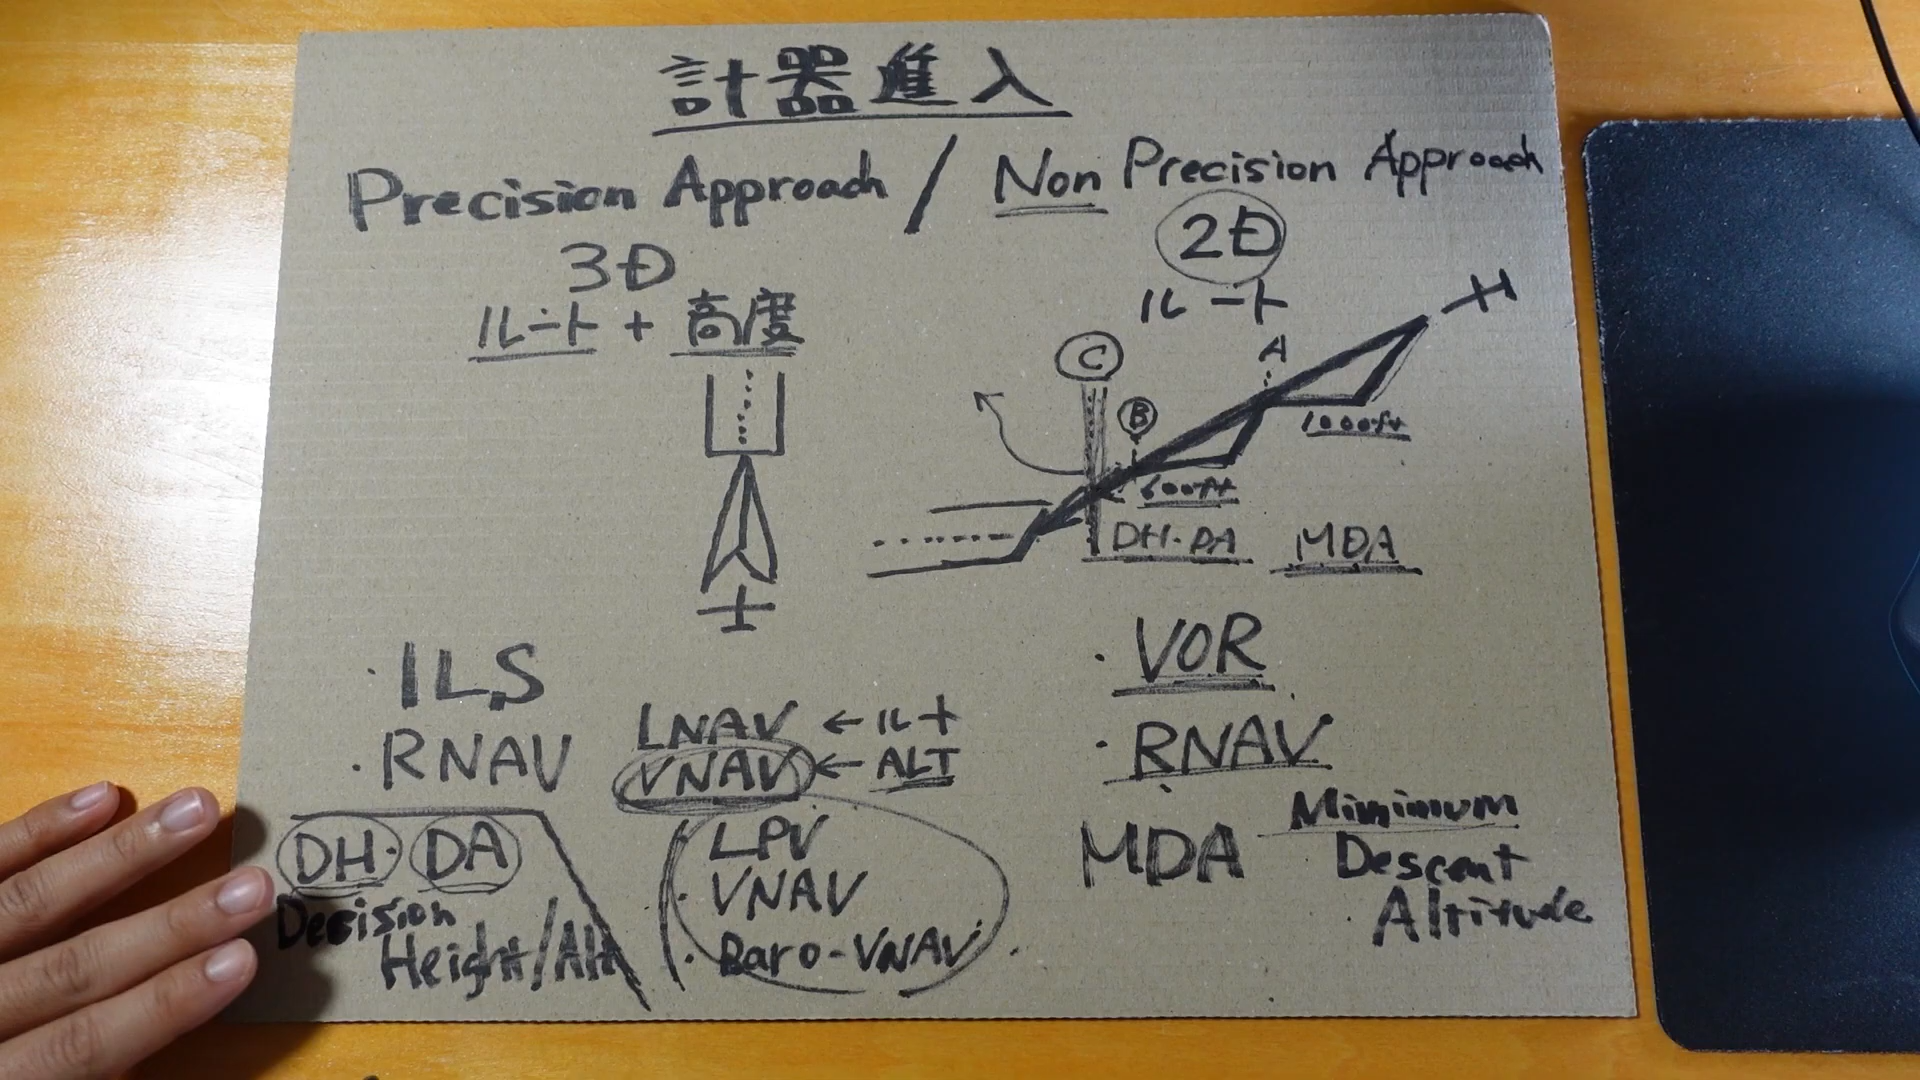 計器進入
Precision Approach / Non Precision Approach
3D
ルート + 高度
2D
ルート
C
A
B
1000ft
600ft
DH・DA
MDA
・ILS
・RNAV
LNAV ← ルート
VNAV ← ALT
DH・DA
Decision
Height/Alt
LPV
・VNAV
・Baro-VNAV
・VOR
・RNAV
MDA
Mimimum
Descent
Altitude